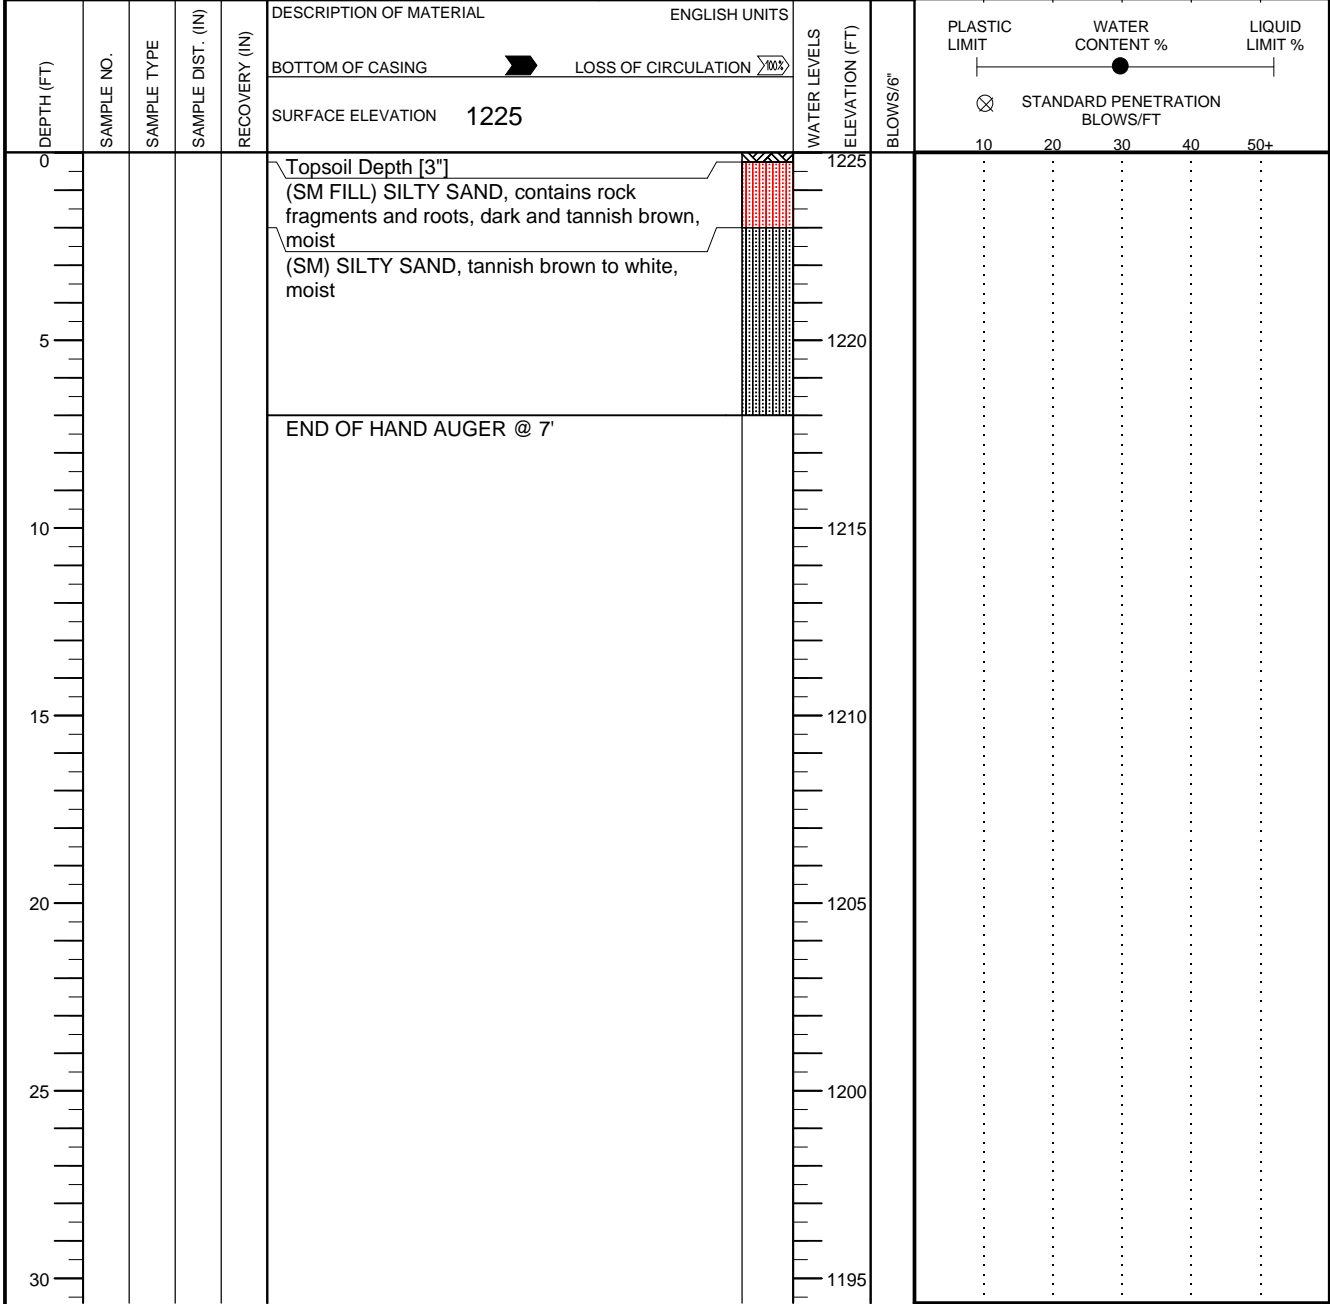 DEPTH (FT)
SAMPLE NO.
SAMPLE TYPE
SAMPLE DIST. (IN)
RECOVERY (IN)
DESCRIPTION OF MATERIAL ENGLISH UNITS
BOTTOM OF CASING LOSS OF CIRCULATION 100%
SURFACE ELEVATION 1225
WATER LEVELS
ELEVATION (FT)
BLOWS/6"
PLASTIC LIMIT
WATER CONTENT %
LIQUID LIMIT %
STANDARD PENETRATION
BLOWS/FT
10 20 30 40 50+
0 1225
Topsoil Depth [3"]
(SM FILL) SILTY SAND, contains rock
fragments and roots, dark and tannish brown,
moist
(SM) SILTY SAND, tannish brown to white,
moist
5 1220
END OF HAND AUGER @ 7'
10 1215
15 1210
20 1205
25 1200
30 1195